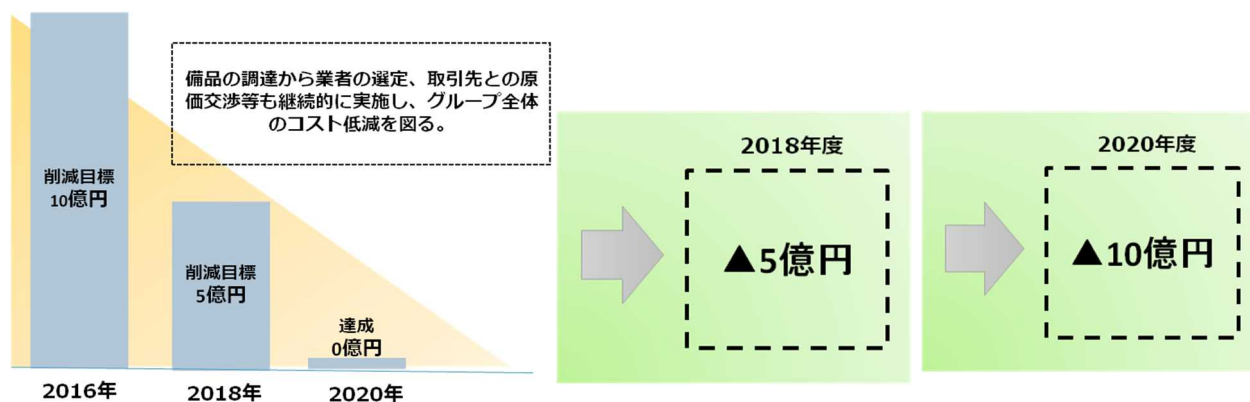 備品の調達から業者の選定、取引先との原
価交渉等も継続的に実施し、グループ全体
のコスト低減を図る。
削減目標
10億円
削減目標
5億円
達成
0億円
2016年
2018年
2020年
2018年度
▲5億円
2020年度
▲10億円